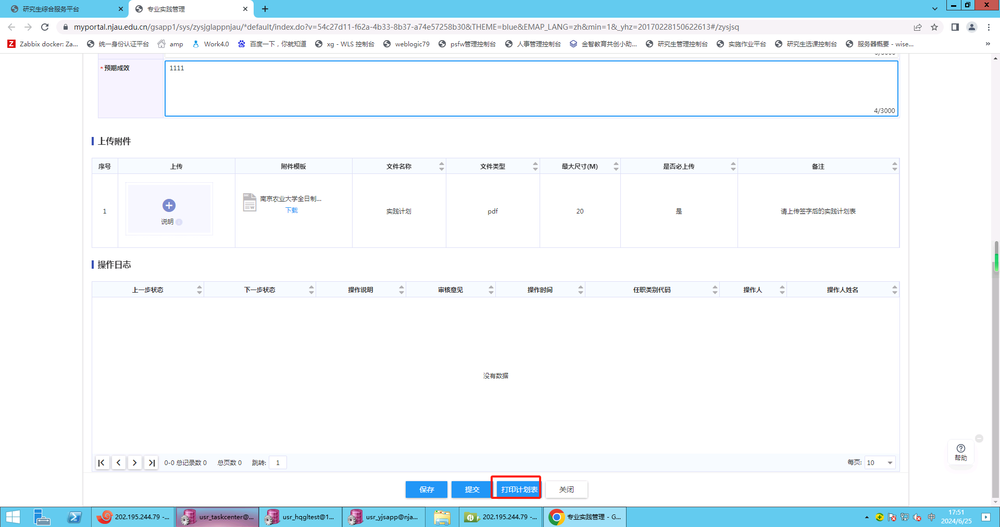 研究生综合服务平台
专业实践管理
myportal.njau.edu.cn/gsapp1/sys/zysjglappnjau/*default/index.do?v=54c27d11-f62a-4b33-8b37-a74e57258b30&THEME=blue&EMAP_LANG=zh&min=1&_yhz=20170228150622613#/zysjsq
Zabbix docker: Za...
统一身份认证平台
amp
Work4.0
百度一下，你就知道
xg - WLS 控制台
weblogic79
psfw管理控制台
人事管理控制台
金智教育共创小助...
研究生管理控制台
实施作业平台
研究生选课控制台
服务器概要 - wise...
*预期成效
1111
4/3000
上传附件
序号 上传 附件模板 文件名称 文件类型 最大尺寸(M) 是否必上传 备注
1 说明 南京农业大学全日制... 实践计划 pdf 20 是 请上传签字后的实践计划表
下载
操作日志
上一步状态 下一步状态 操作说明 审核意见 操作时间 任职类别代码 操作人 操作人姓名
没有数据
0-0 总记录数 0 总页数 0 跳转: 1
每页: 10
帮助
保存 提交 打印计划表 关闭
202.195.244.79 -...
usr_taskcenter@...
usr_hqgltest@1...
usr_yjsapp@nja...
202.195.244.79 -...
专业实践管理 - G...
中
17:51
2024/6/25